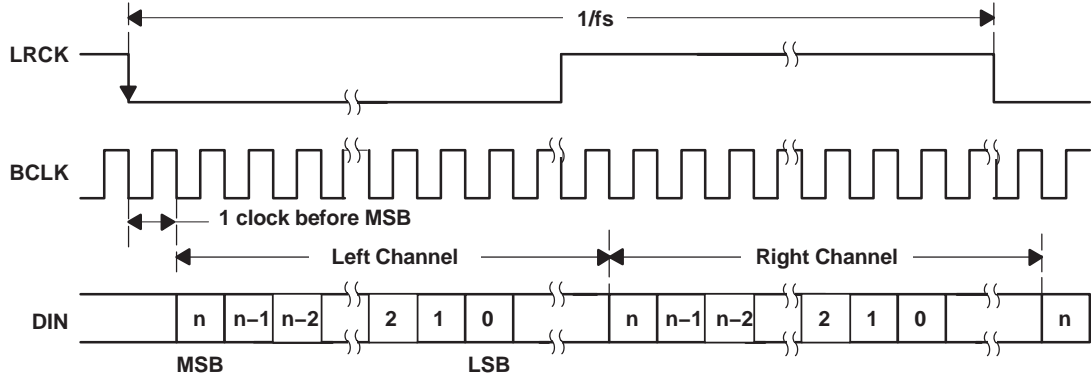 1/fs
LRCK
BCLK
1 clock before MSB
Left Channel
Right Channel
DIN
n n−1 n−2 2 1 0 n n−1 n−2 2 1 0 n
MSB LSB